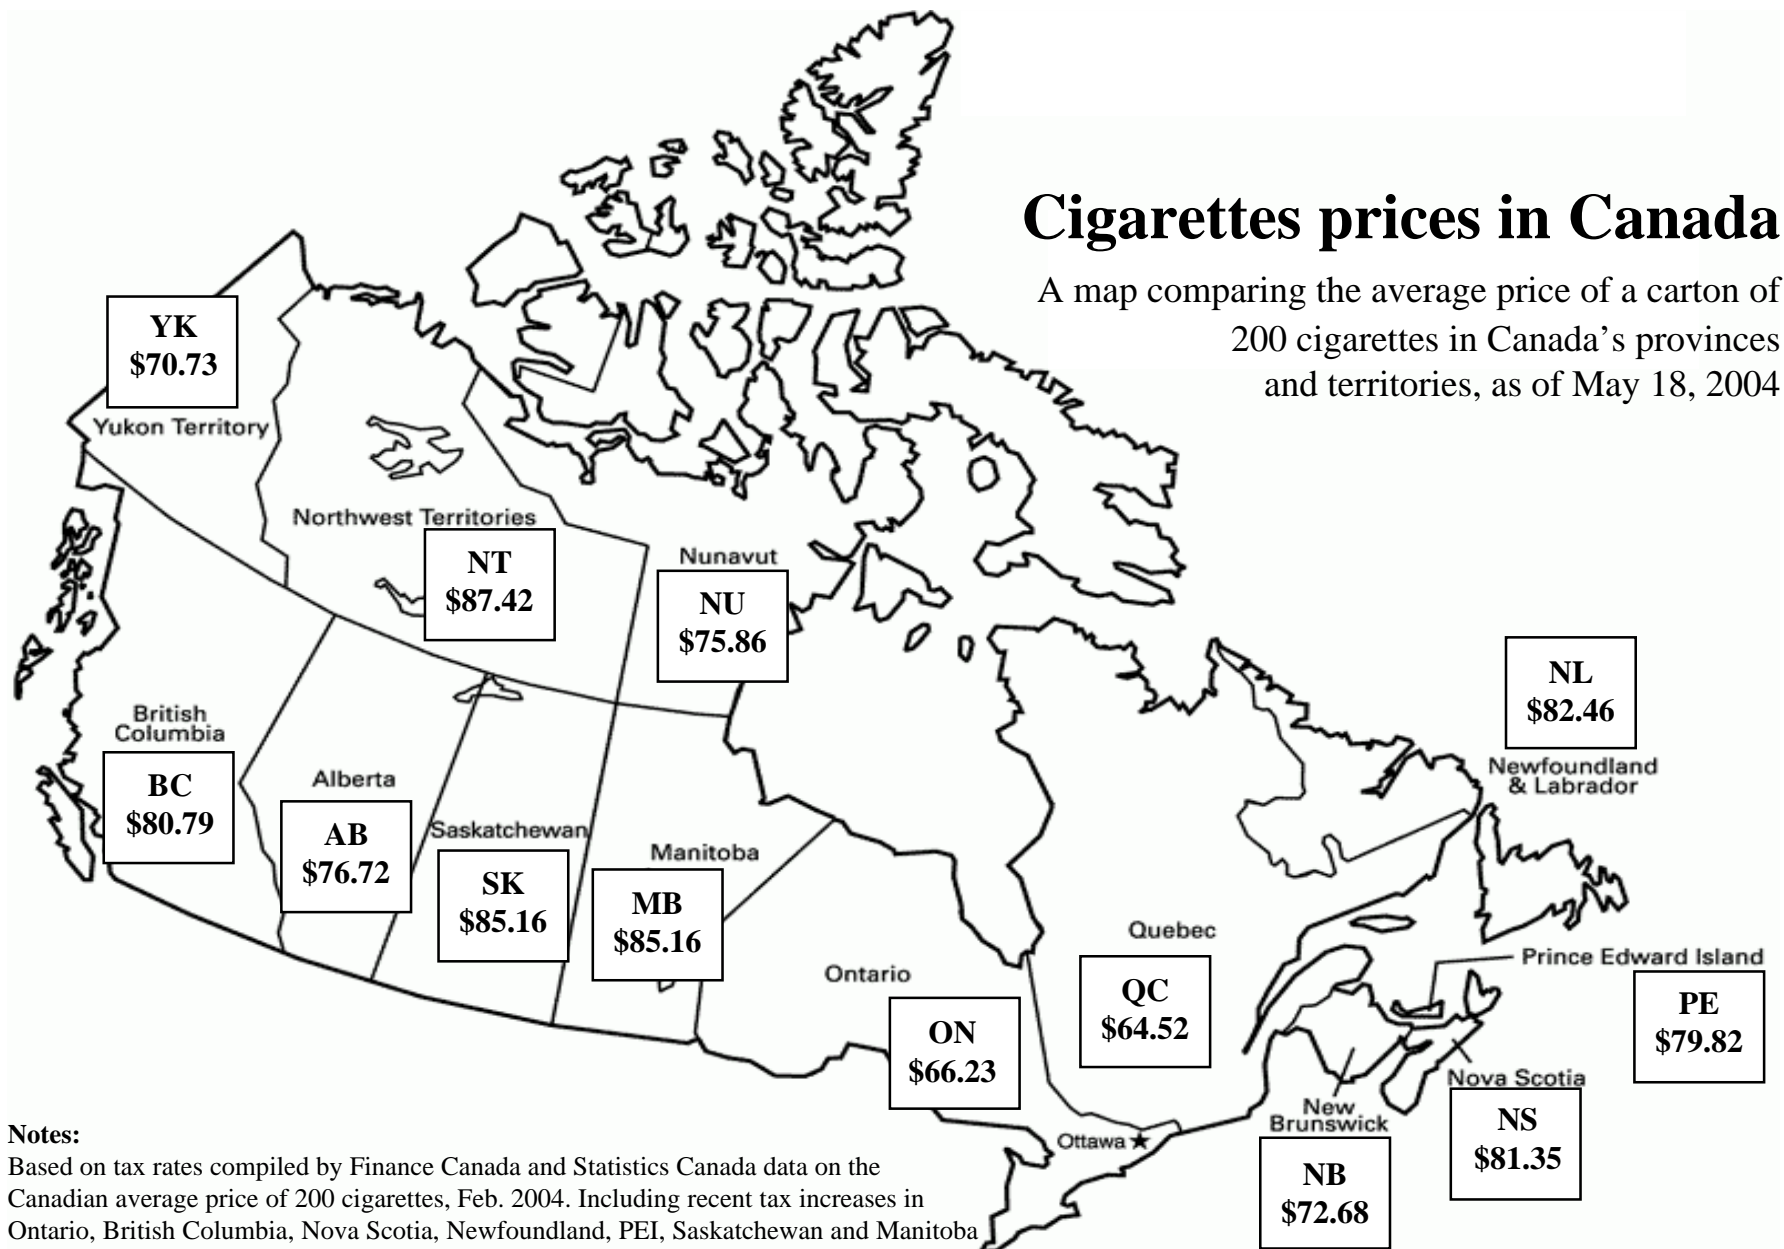 Cigarettes prices in Canada
A map comparing the average price of a carton of
200 cigarettes in Canada's provinces
and territories, as of May 18, 2004
YK
$70.73
Yukon Territory
Northwest Territories
NT
$87.42
Nunavut
NU
$75.86
NL
$82.46
Newfoundland
& Labrador
British
Columbia
BC
$80.79
Alberta
AB
$76.72
Saskatchewan
SK
$85.16
Manitoba
MB
$85.16
Ontario
ON
$66.23
Quebec
QC
$64.52
Prince Edward Island
PE
$79.82
Nova Scotia
NS
$81.35
New
Brunswick
NB
$72.68
Ottawa
Notes:
Based on tax rates compiled by Finance Canada and Statistics Canada data on the
Canadian average price of 200 cigarettes, Feb. 2004. Including recent tax increases in
Ontario, British Columbia, Nova Scotia, Newfoundland, PEI, Saskatchewan and Manitoba